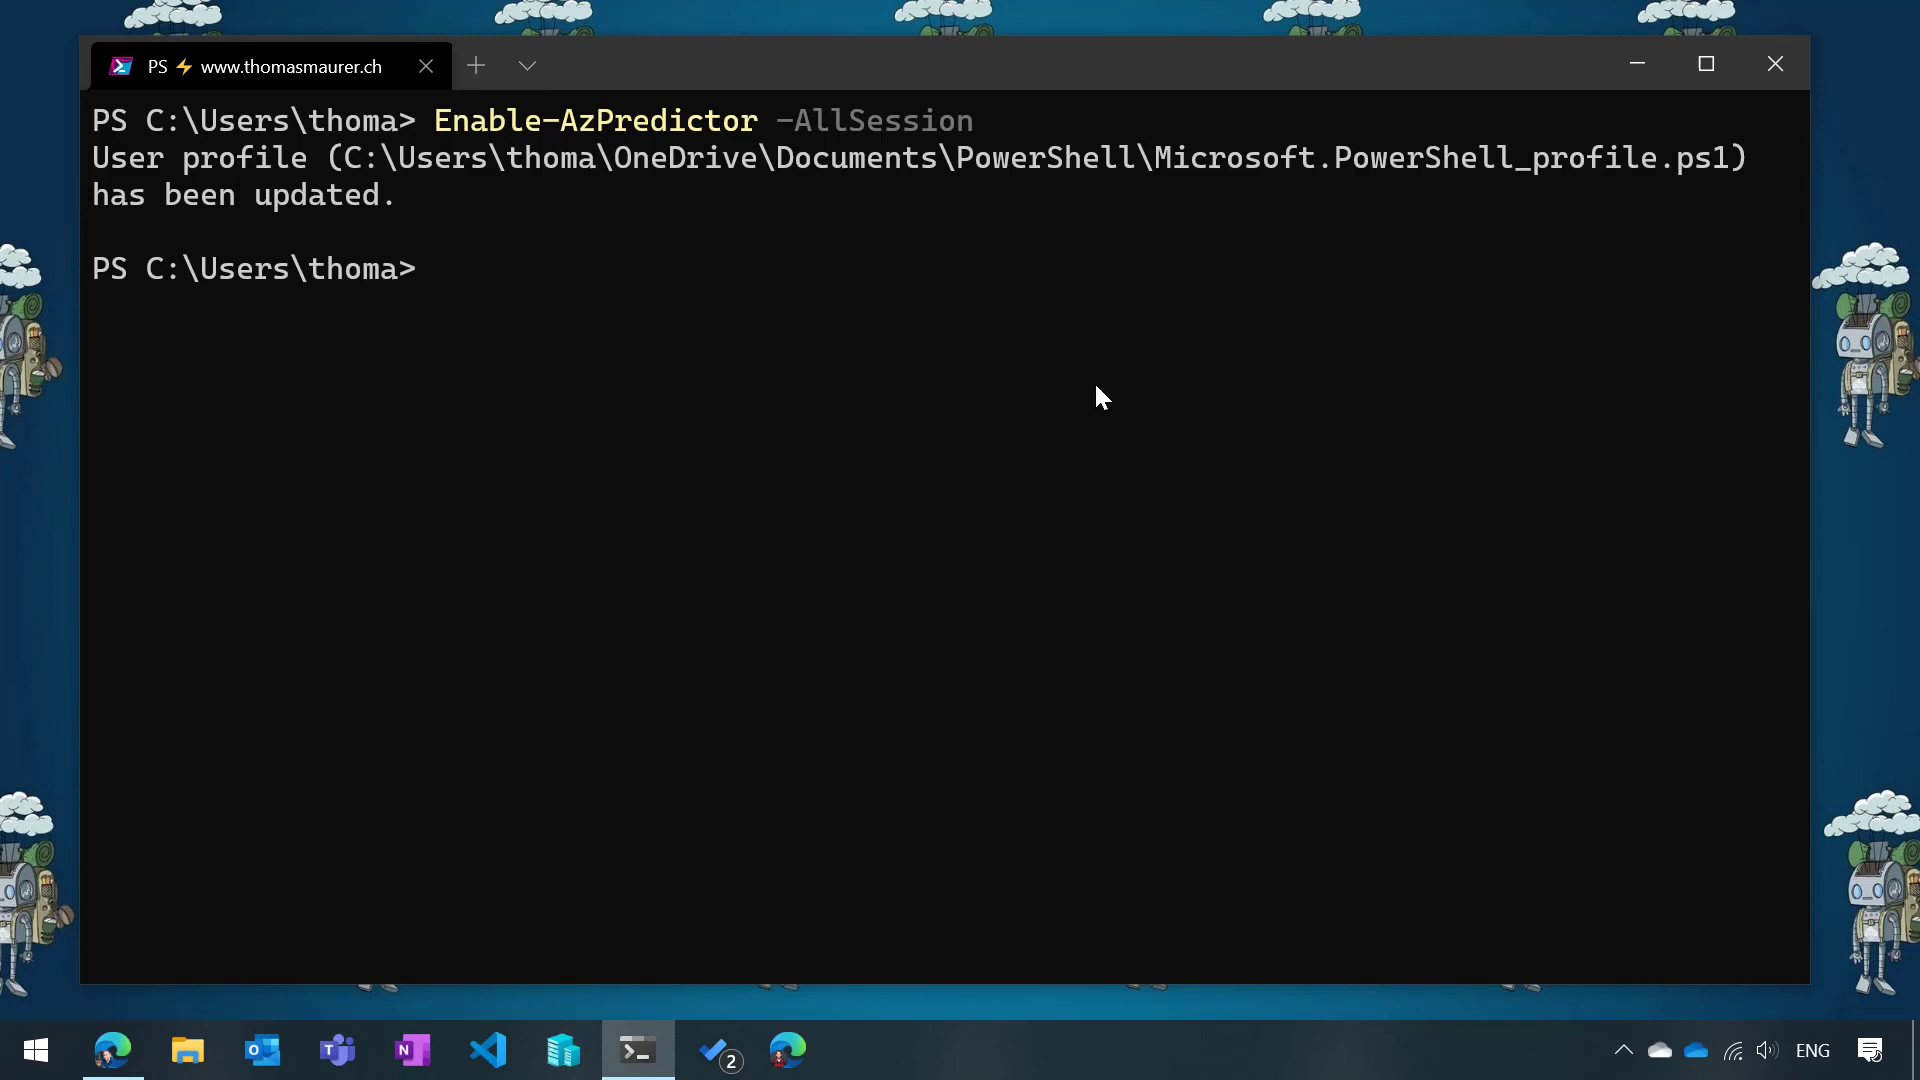 PS ⚡ www.thomasmaurer.ch
PS C:\Users\thoma> Enable-AzPredictor -AllSession
User profile (C:\Users\thoma\OneDrive\Documents\PowerShell\Microsoft.PowerShell_profile.ps1)
has been updated.
PS C:\Users\thoma>
2
ENG